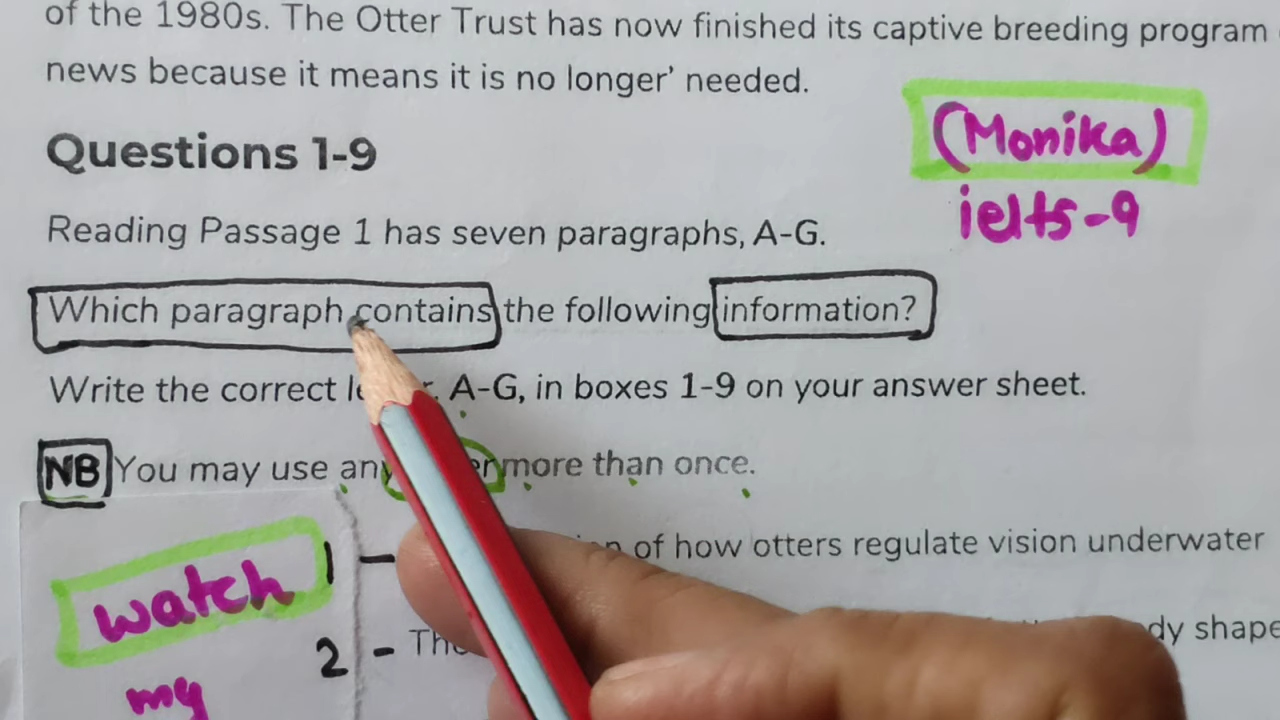 of the 1980s. The Otter Trust has now finished its captive breeding program
news because it means it is no longer' needed.
(Monika)
ielts-9
Questions 1-9
Reading Passage 1 has seven paragraphs, A-G.
Which paragraph contains the following information?
Write the correct A-G, in boxes 1-9 on your answer sheet.
NB You may use any more than once.
1 - of how otters regulate vision underwater
2 - shape
watch
my